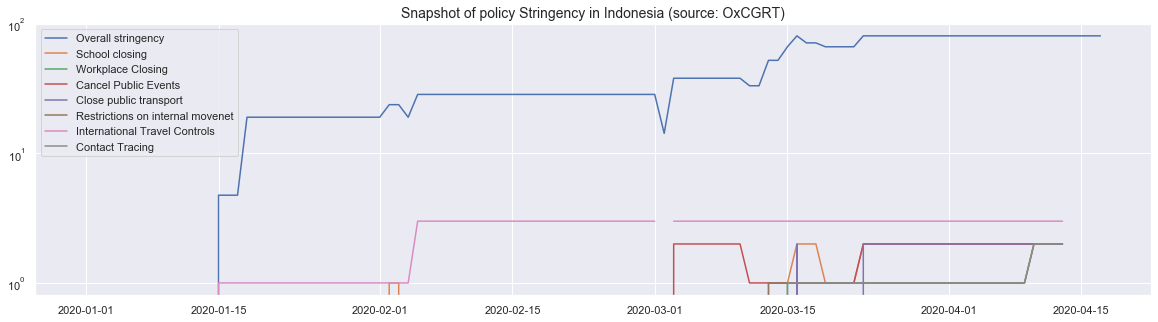 Snapshot of policy Stringency in Indonesia (source: OxCGRT)
10²
Overall stringency
School closing
Workplace Closing
Cancel Public Events
Close public transport
Restrictions on internal movenet
International Travel Controls
Contact Tracing
10¹
10⁰
2020-01-01 2020-01-15 2020-02-01 2020-02-15 2020-03-01 2020-03-15 2020-04-01 2020-04-15